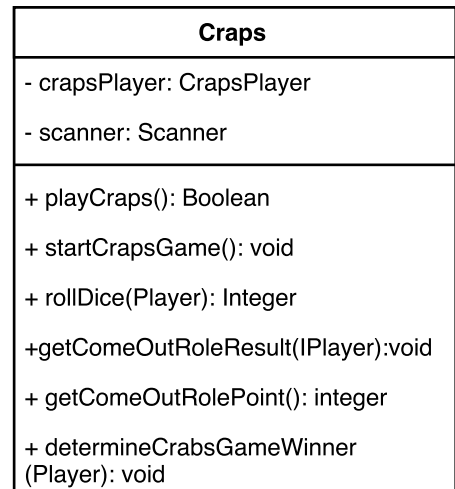 Craps
- crapsPlayer: CrapsPlayer
- scanner: Scanner
+ playCraps(): Boolean
+ startCrapsGame(): void
+ rollDice(Player): Integer
+getComeOutRoleResult(IPlayer):void
+ getComeOutRolePoint(): integer
+ determineCrabsGameWinner
(Player): void